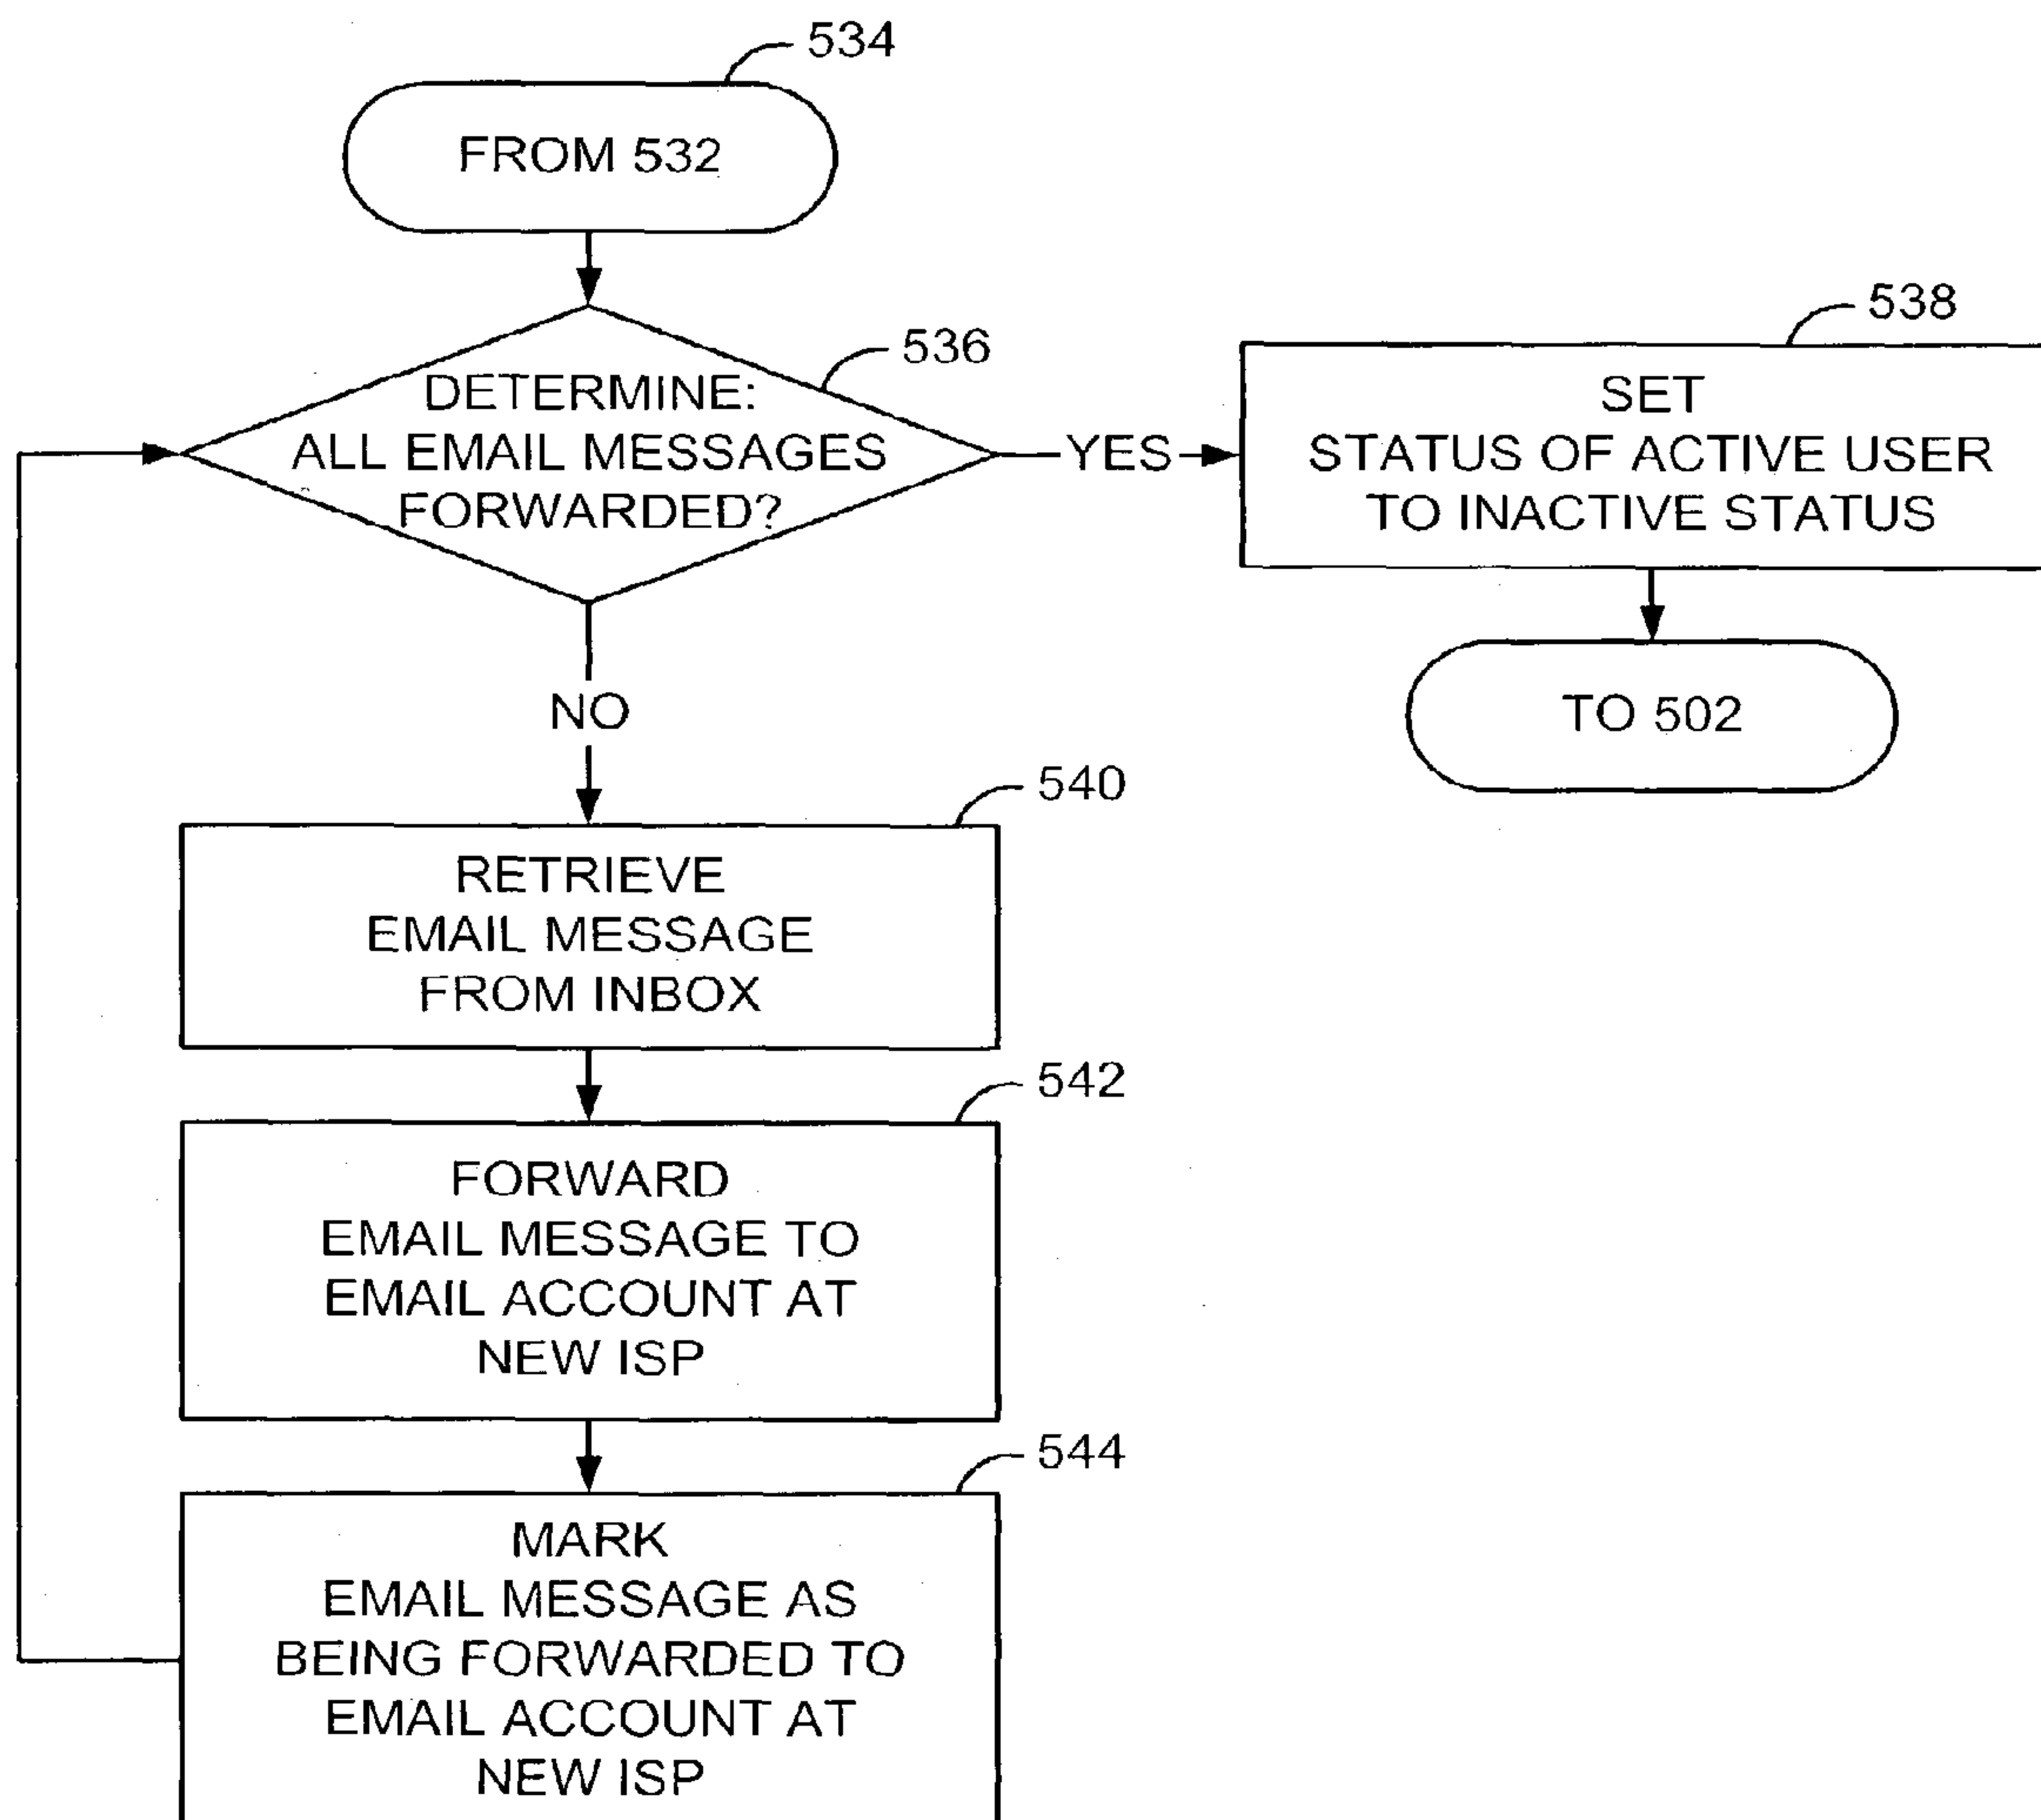 534
FROM 532
536
DETERMINE:
ALL EMAIL MESSAGES
FORWARDED?
YES
538
SET
STATUS OF ACTIVE USER
TO INACTIVE STATUS
TO 502
NO
540
RETRIEVE
EMAIL MESSAGE
FROM INBOX
542
FORWARD
EMAIL MESSAGE TO
EMAIL ACCOUNT AT
NEW ISP
544
MARK
EMAIL MESSAGE AS
BEING FORWARDED TO
EMAIL ACCOUNT AT
NEW ISP